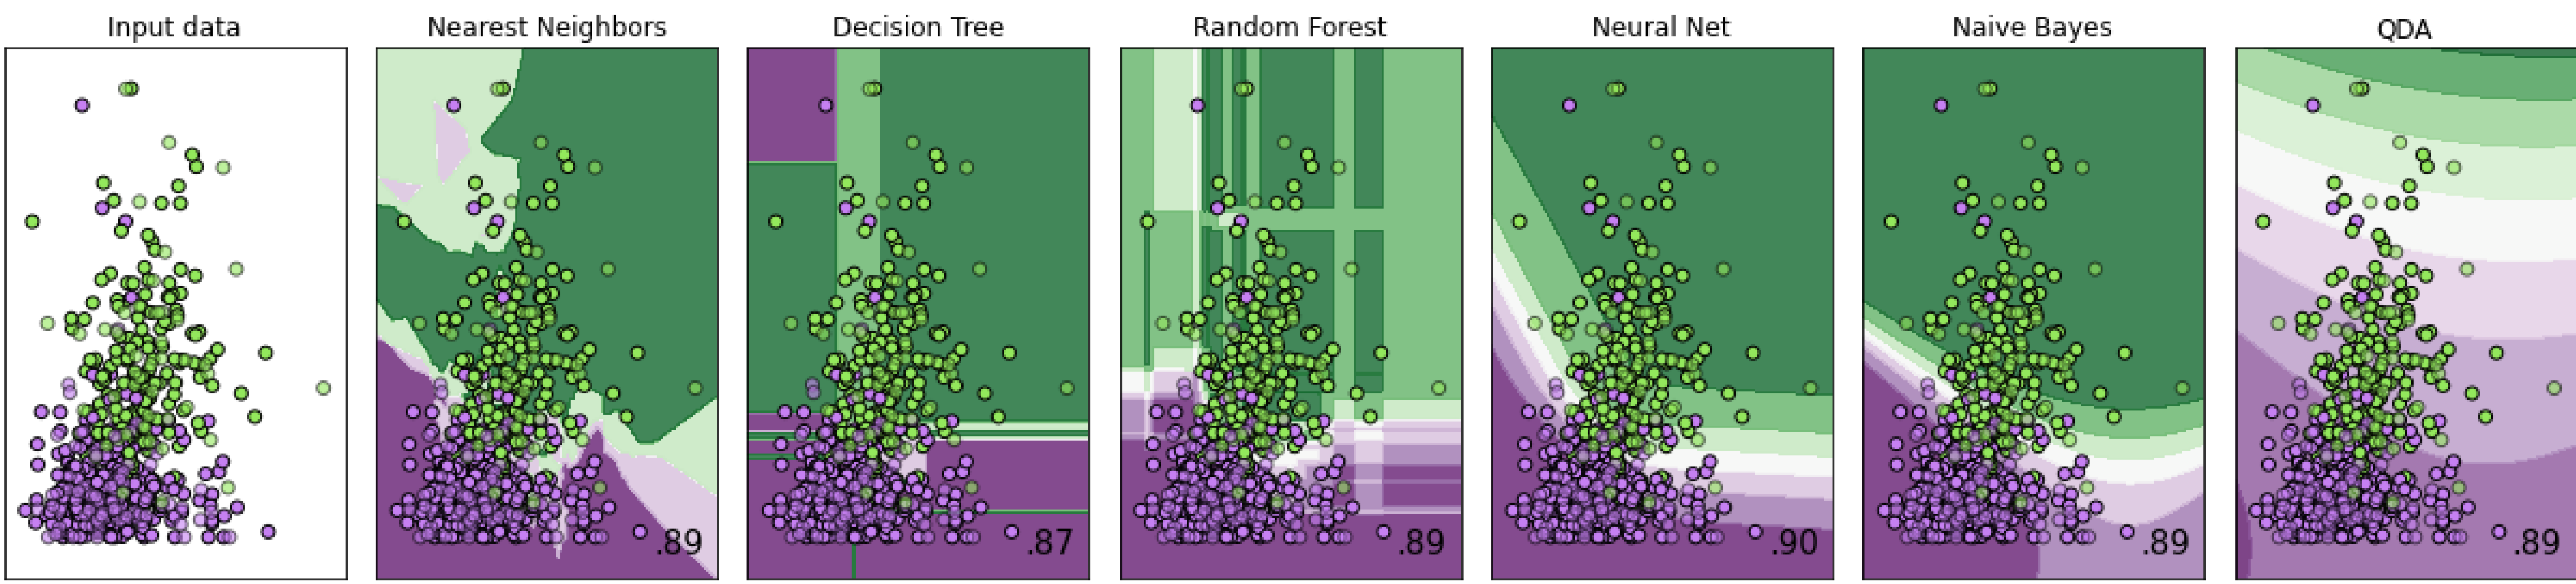 Input data
Nearest Neighbors
Decision Tree
Random Forest
Neural Net
Naive Bayes
QDA
.89
.87
.89
.90
.89
.89